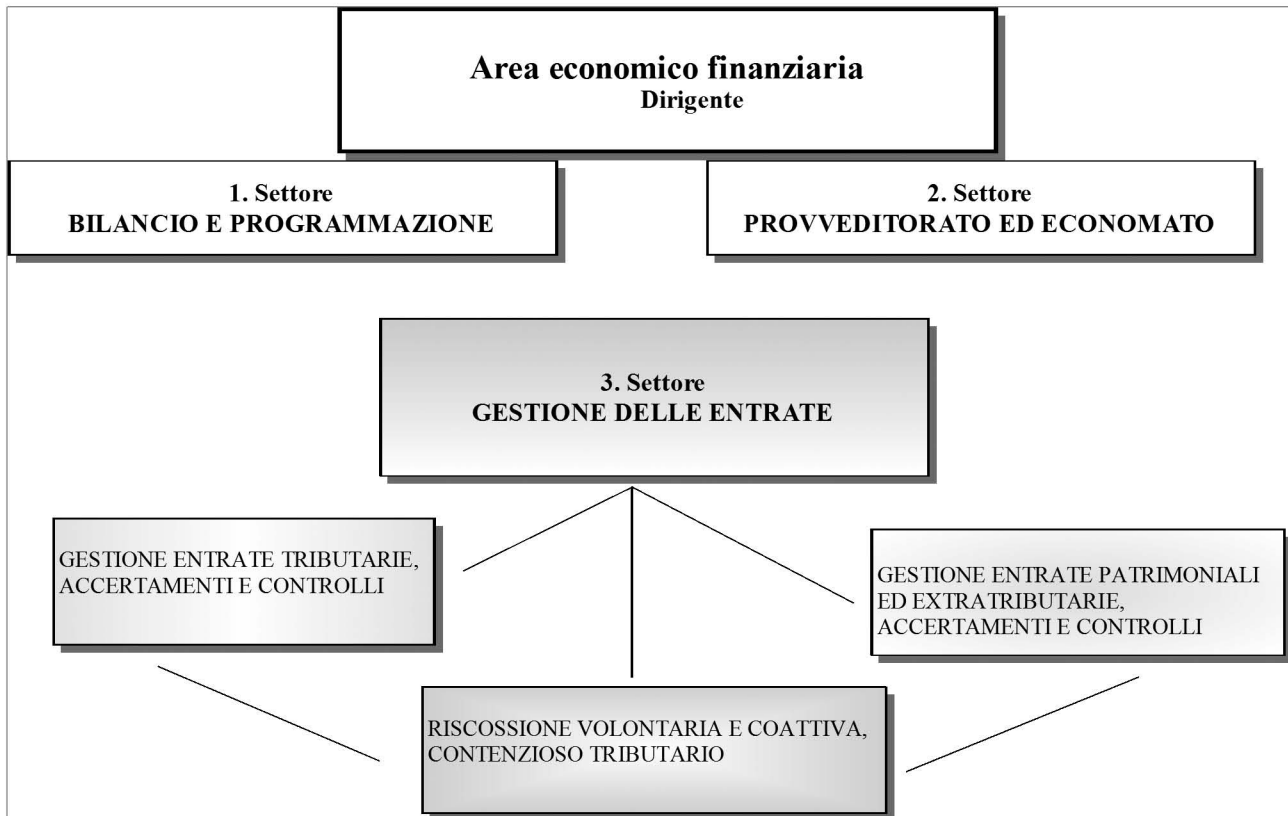 Area economico finanziaria
Dirigente
1. Settore
BILANCIO E PROGRAMMAZIONE
2. Settore
PROVVEDITORATO ED ECONOMATO
3. Settore
GESTIONE DELLE ENTRATE
GESTIONE ENTRATE TRIBUTARIE,
ACCERTAMENTI E CONTROLLI
GESTIONE ENTRATE PATRIMONIALI
ED EXTRATRIBUTARIE,
ACCERTAMENTI E CONTROLLI
RISCOSSIONE VOLONTARIA E COATTIVA,
CONTENZIOSO TRIBUTARIO